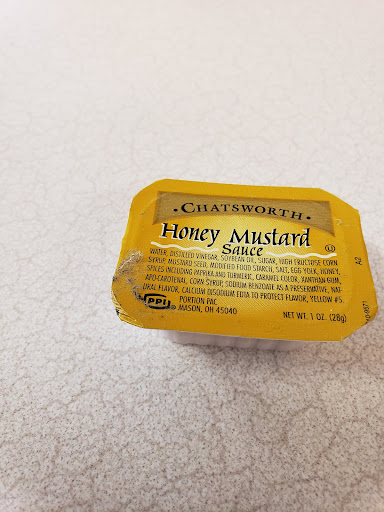 ·CHATSWORTH·
Honey Mustard
Sauce U
WATER, DISTILLED VINEGAR, SOYBEAN OIL, SUGAR, HIGH FRUCTOSE CORN
SYRUP, MUSTARD SEED, MODIFIED FOOD STARCH, SALT, EGG YOLK, HONEY,
SPICES INCLUDING PAPRIKA AND TURMERIC, CARAMEL COLOR, XANTHAN GUM,
APO-CAROTENAL, CORN SYRUP, SODIUM BENZOATE AS A PRESERVATIVE, NAT-
URAL FLAVOR, CALCIUM DISODIUM EDTA TO PROTECT FLAVOR, YELLOW #5.
PPI®
PORTION PAC
MASON, OH 45040
NET WT. 1 OZ. (28g)
A2